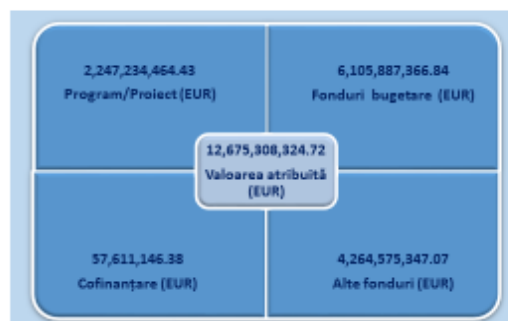 2,247,234,464.43
Program/Proiect (EUR)
6,105,887,366.84
Fonduri bugetare (EUR)
12,675,308,324.72
Valoarea atribuită
(EUR)
57,611,146.38
Cofinanțare (EUR)
4,264,575,347.07
Alte fonduri (EUR)